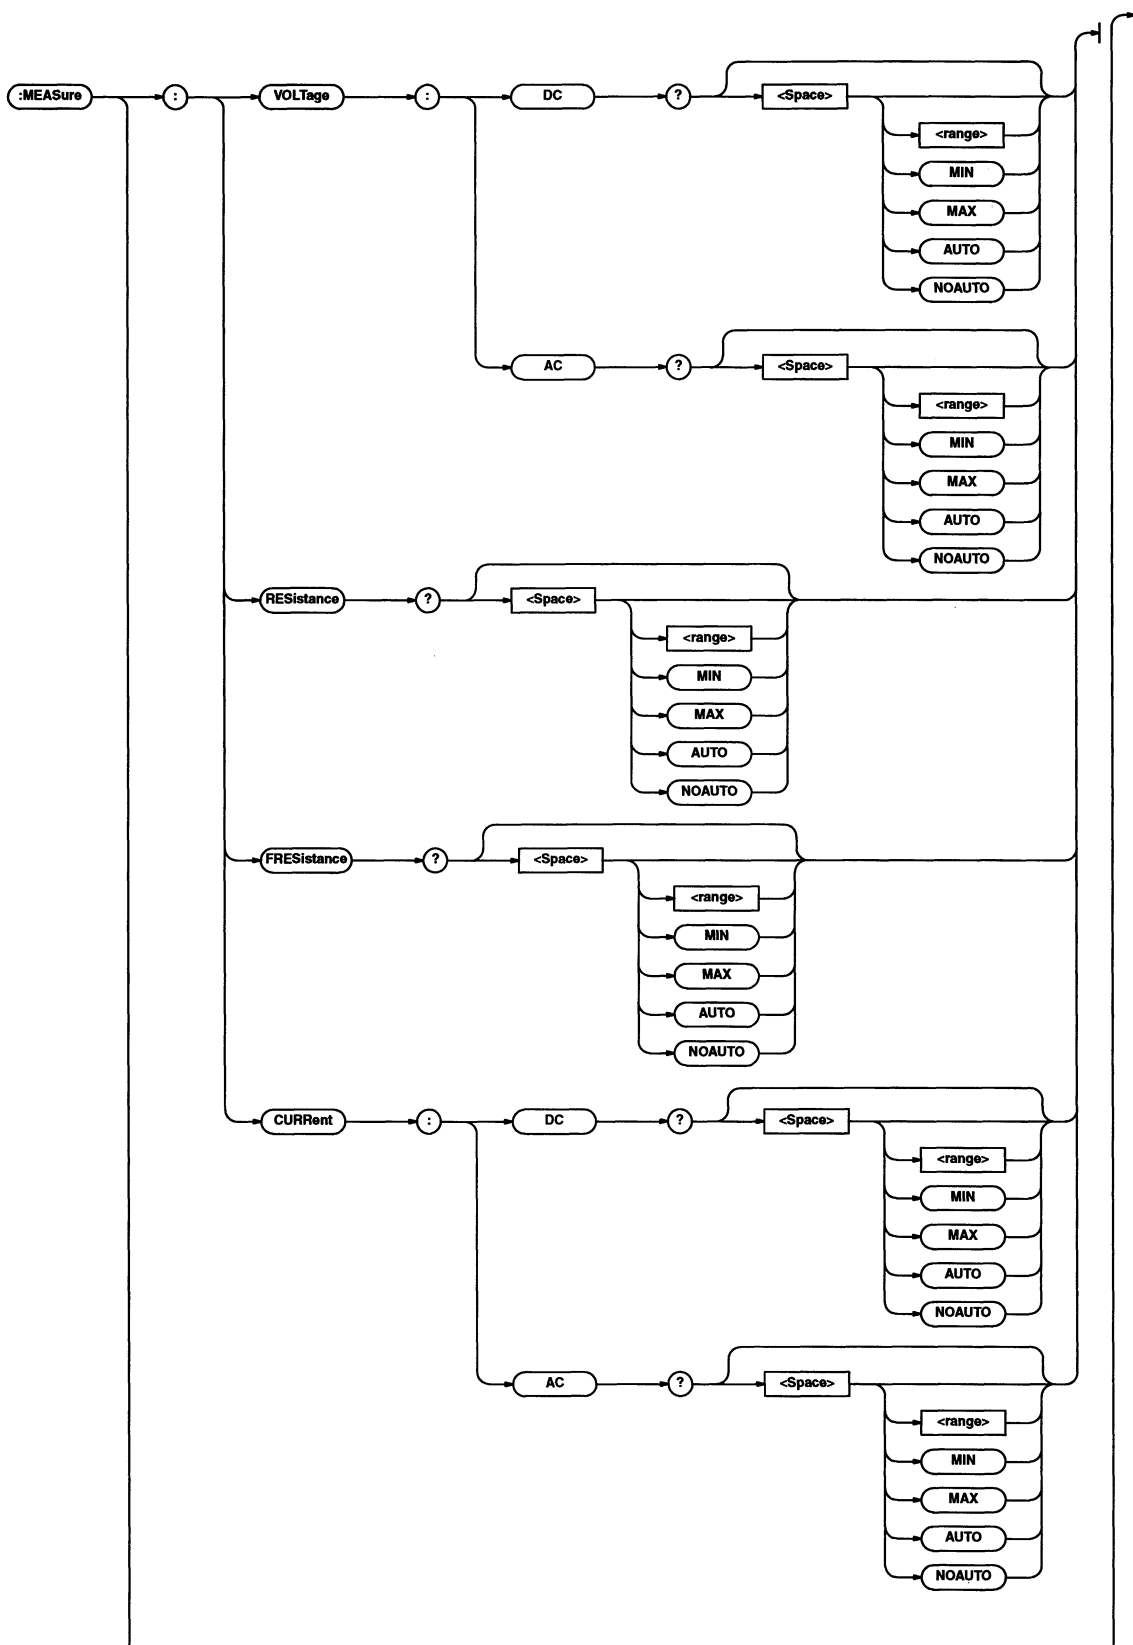 :MEASure : VOLTage : DC ? <Space>
<range>
MIN
MAX
AUTO
NOAUTO
AC ? <Space>
<range>
MIN
MAX
AUTO
NOAUTO
RESistance ? <Space>
<range>
MIN
MAX
AUTO
NOAUTO
FRESistance ? <Space>
<range>
MIN
MAX
AUTO
NOAUTO
CURRent : DC ? <Space>
<range>
MIN
MAX
AUTO
NOAUTO
AC ? <Space>
<range>
MIN
MAX
AUTO
NOAUTO